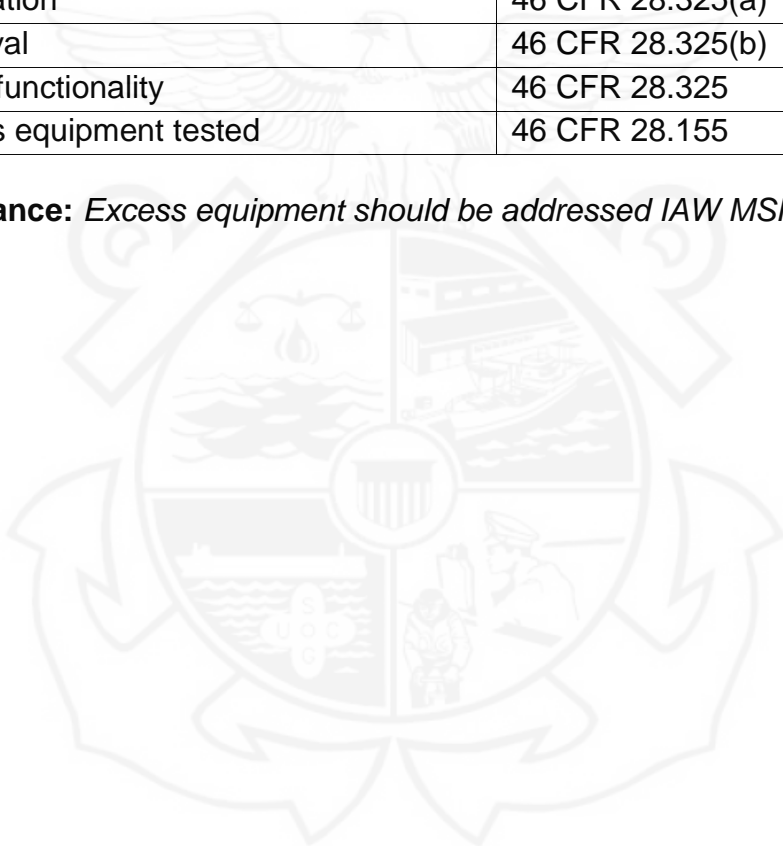 ation 46 CFR 28.325(a)
val 46 CFR 28.325(b)
functionality 46 CFR 28.325
s equipment tested 46 CFR 28.155
ance: Excess equipment should be addressed IAW MS
S
U O C
G